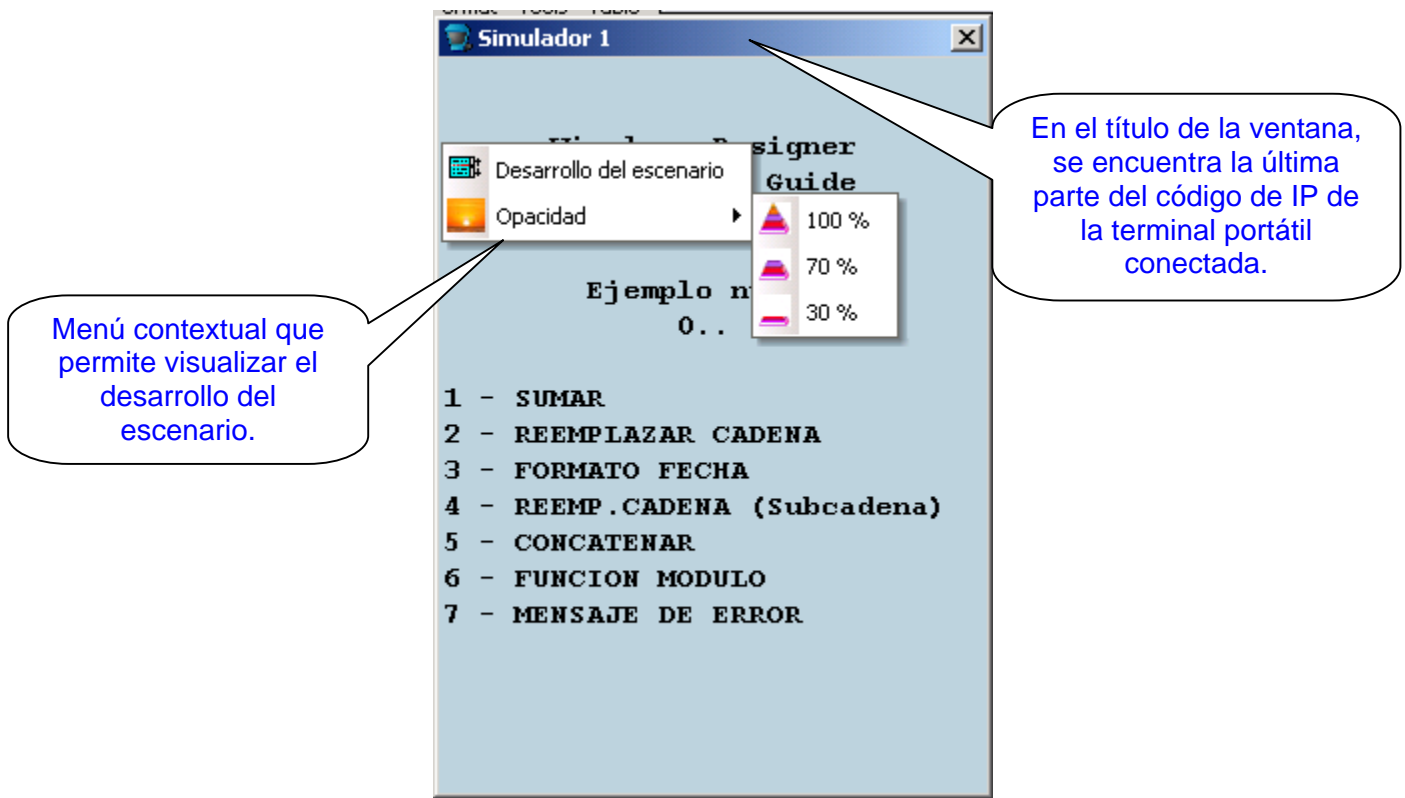 Simulador 1
signer
Guide
Desarrollo del escenario
Opacidad
100 %
70 %
30 %
Ejemplo
0..
1 - SUMAR
2 - REEMPLAZAR CADENA
3 - FORMATO FECHA
4 - REEMP.CADENA (Subcadena)
5 - CONCATENAR
6 - FUNCION MODULO
7 - MENSAJE DE ERROR
En el título de la ventana,
se encuentra la última
parte del código de IP de
la terminal portátil
conectada.
Menú contextual que
permite visualizar el
desarrollo del
escenario.